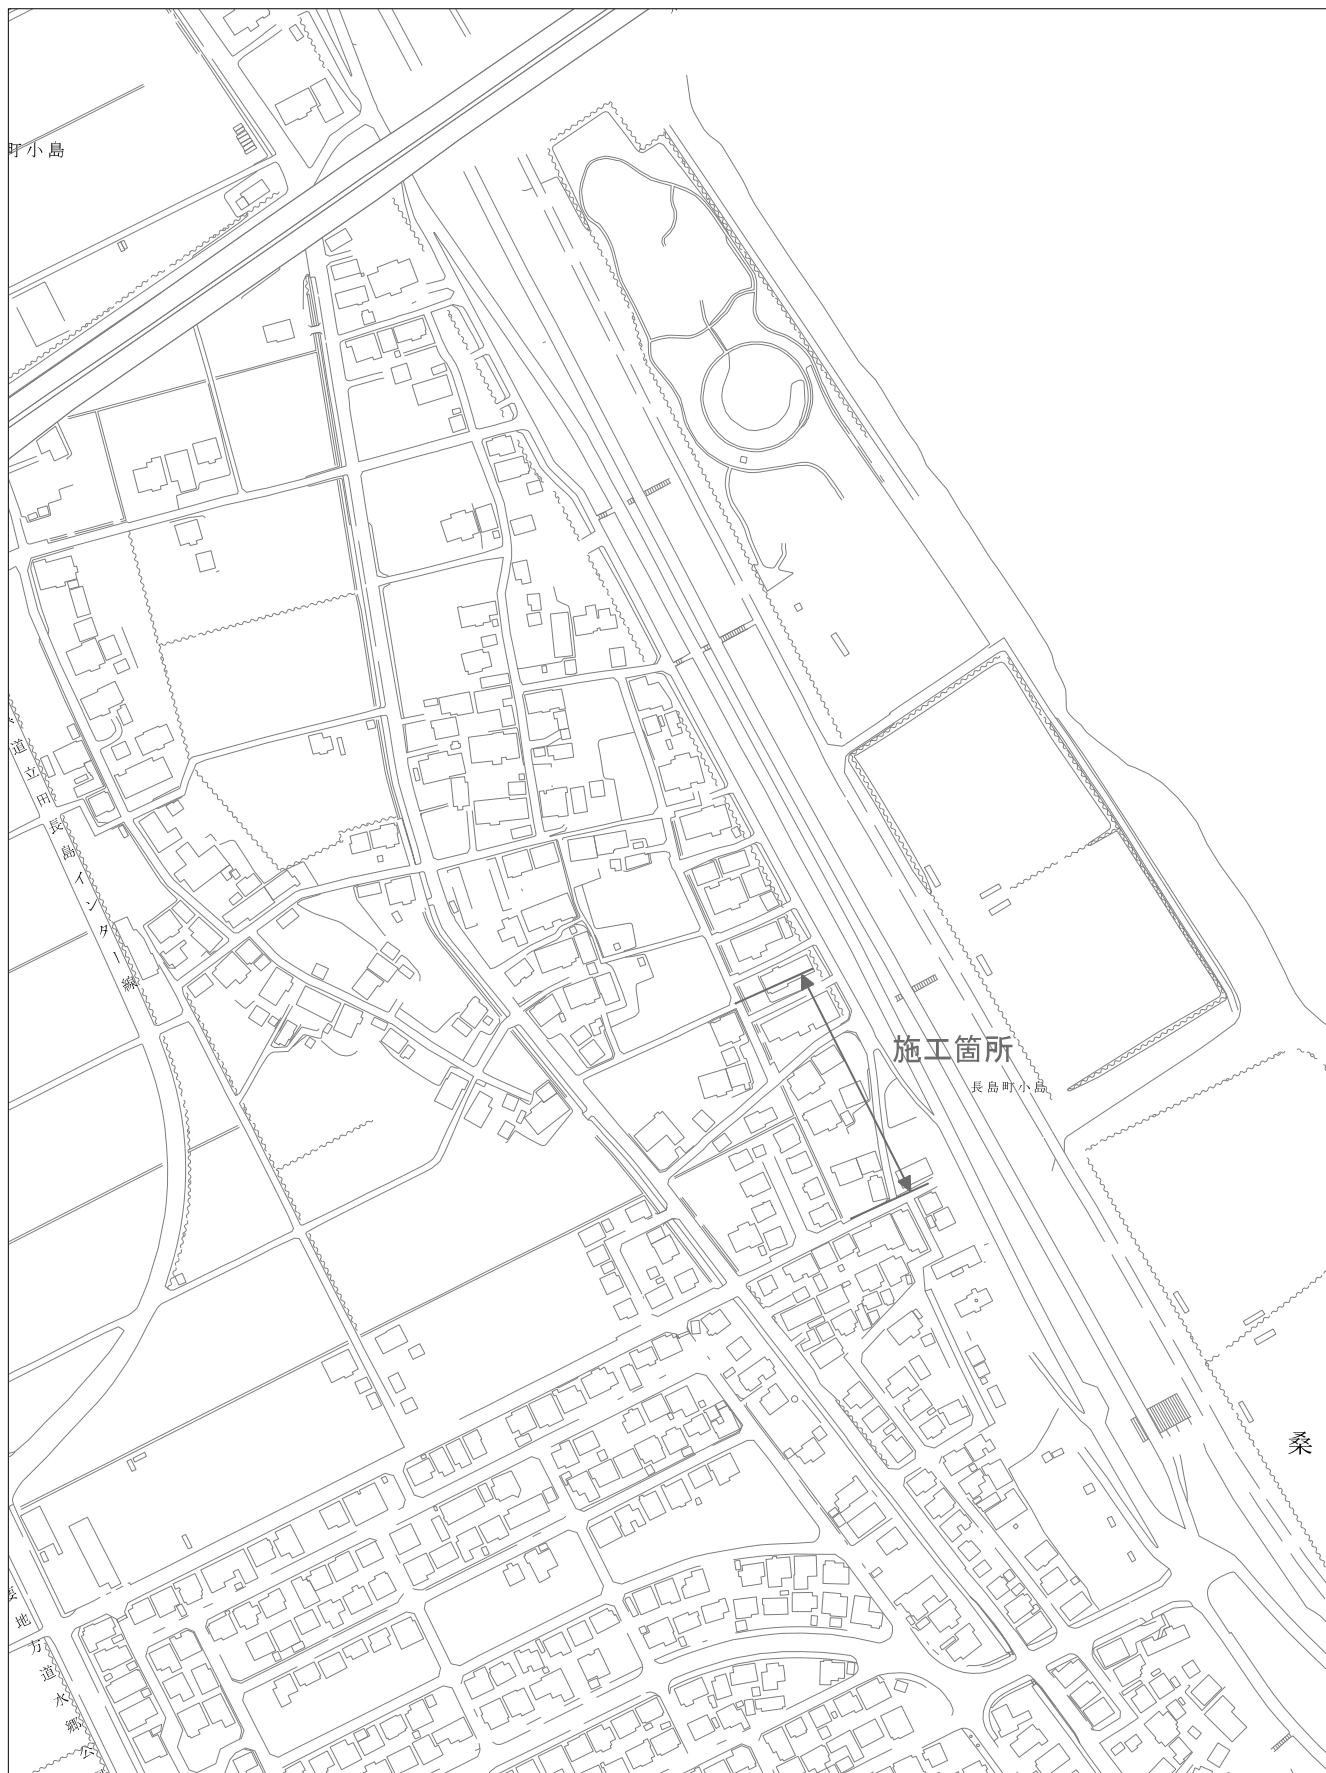 町小島
道立田長島インター線
施工箇所
長島町小島
桑
要地方道水郷公